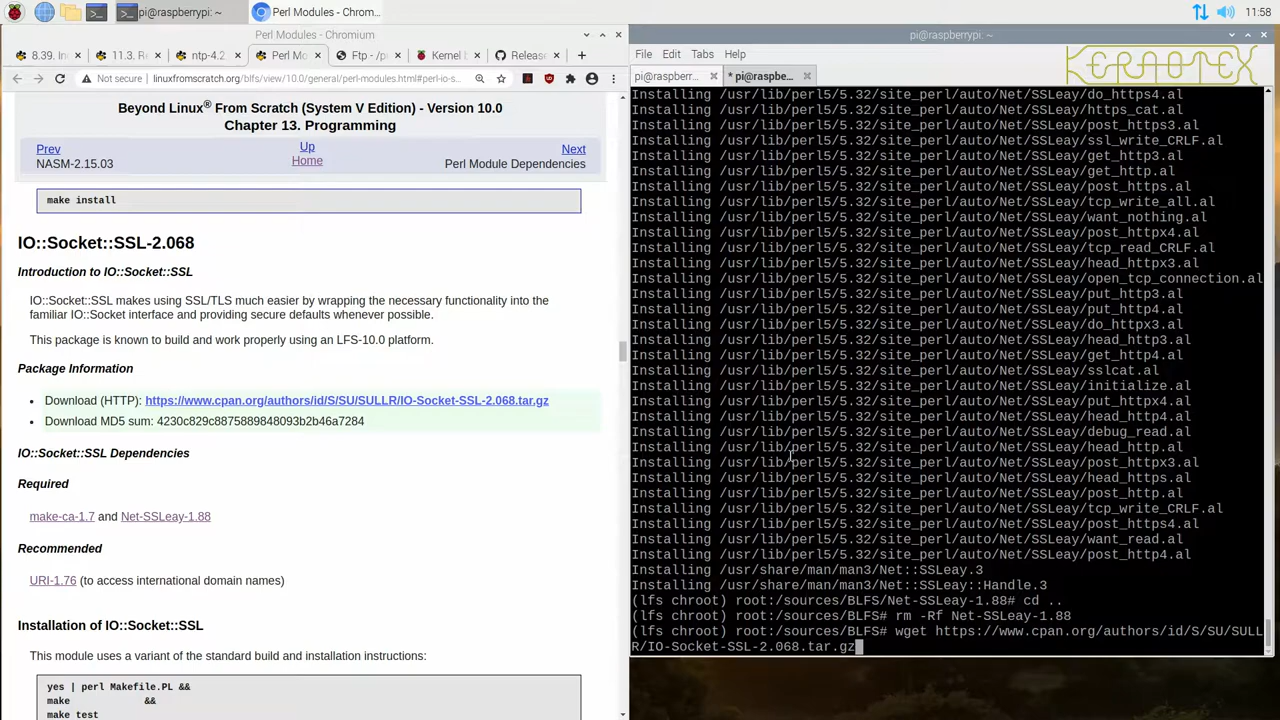 pi@raspberrypi: ~
Perl Modules - Chrom...
11:58
Perl Modules - Chromium
8.39. In
11.3. R
ntp-4.2
Perl Mod
Ftp - /p
Kernel b
Releas
Not secure | linuxfromscratch.org/blfs/view/10.0/general/perl-modules.html#perl-io-s...
Beyond Linux® From Scratch (System V Edition) - Version 10.0
Chapter 13. Programming
Prev
Up
Next
NASM-2.15.03
Home
Perl Module Dependencies
make install
IO::Socket::SSL-2.068
Introduction to IO::Socket::SSL
IO::Socket::SSL makes using SSL/TLS much easier by wrapping the necessary functionality into the
familiar IO::Socket interface and providing secure defaults whenever possible.
This package is known to build and work properly using an LFS-10.0 platform.
Package Information
• Download (HTTP): https://www.cpan.org/authors/id/S/SU/SULLR/IO-Socket-SSL-2.068.tar.gz
• Download MD5 sum: 4230c829c8875889848093b2b46a7284
IO::Socket::SSL Dependencies
Required
make-ca-1.7 and Net-SSLeay-1.88
Recommended
URI-1.76 (to access international domain names)
Installation of IO::Socket::SSL
This module uses a variant of the standard build and installation instructions:
yes | perl Makefile.PL &&
make &&
make test
pi@raspberrypi: ~
File Edit Tabs Help
pi@raspberr...
* pi@raspbe...
KERNOTEX
Installing /usr/lib/perl5/5.32/site_perl/auto/Net/SSLeay/do_https4.al
Installing /usr/lib/perl5/5.32/site_perl/auto/Net/SSLeay/https_cat.al
Installing /usr/lib/perl5/5.32/site_perl/auto/Net/SSLeay/post_https3.al
Installing /usr/lib/perl5/5.32/site_perl/auto/Net/SSLeay/ssl_write_CRLF.al
Installing /usr/lib/perl5/5.32/site_perl/auto/Net/SSLeay/get_http3.al
Installing /usr/lib/perl5/5.32/site_perl/auto/Net/SSLeay/get_http.al
Installing /usr/lib/perl5/5.32/site_perl/auto/Net/SSLeay/post_https.al
Installing /usr/lib/perl5/5.32/site_perl/auto/Net/SSLeay/tcp_write_all.al
Installing /usr/lib/perl5/5.32/site_perl/auto/Net/SSLeay/want_nothing.al
Installing /usr/lib/perl5/5.32/site_perl/auto/Net/SSLeay/post_httpx4.al
Installing /usr/lib/perl5/5.32/site_perl/auto/Net/SSLeay/tcp_read_CRLF.al
Installing /usr/lib/perl5/5.32/site_perl/auto/Net/SSLeay/head_httpx3.al
Installing /usr/lib/perl5/5.32/site_perl/auto/Net/SSLeay/open_tcp_connection.al
Installing /usr/lib/perl5/5.32/site_perl/auto/Net/SSLeay/put_http3.al
Installing /usr/lib/perl5/5.32/site_perl/auto/Net/SSLeay/put_http4.al
Installing /usr/lib/perl5/5.32/site_perl/auto/Net/SSLeay/do_httpx3.al
Installing /usr/lib/perl5/5.32/site_perl/auto/Net/SSLeay/head_http3.al
Installing /usr/lib/perl5/5.32/site_perl/auto/Net/SSLeay/get_http4.al
Installing /usr/lib/perl5/5.32/site_perl/auto/Net/SSLeay/sslcat.al
Installing /usr/lib/perl5/5.32/site_perl/auto/Net/SSLeay/initialize.al
Installing /usr/lib/perl5/5.32/site_perl/auto/Net/SSLeay/put_httpx4.al
Installing /usr/lib/perl5/5.32/site_perl/auto/Net/SSLeay/head_http4.al
Installing /usr/lib/perl5/5.32/site_perl/auto/Net/SSLeay/debug_read.al
Installing /usr/lib/perl5/5.32/site_perl/auto/Net/SSLeay/head_http.al
Installing /usr/lib/perl5/5.32/site_perl/auto/Net/SSLeay/post_httpx3.al
Installing /usr/lib/perl5/5.32/site_perl/auto/Net/SSLeay/head_https.al
Installing /usr/lib/perl5/5.32/site_perl/auto/Net/SSLeay/post_http.al
Installing /usr/lib/perl5/5.32/site_perl/auto/Net/SSLeay/tcp_write_CRLF.al
Installing /usr/lib/perl5/5.32/site_perl/auto/Net/SSLeay/post_https4.al
Installing /usr/lib/perl5/5.32/site_perl/auto/Net/SSLeay/want_read.al
Installing /usr/lib/perl5/5.32/site_perl/auto/Net/SSLeay/post_http4.al
Installing /usr/share/man/man3/Net::SSLeay.3
Installing /usr/share/man/man3/Net::SSLeay::Handle.3
(lfs chroot) root:/sources/BLFS/Net-SSLeay-1.88# cd ..
(lfs chroot) root:/sources/BLFS# rm -Rf Net-SSLeay-1.88
(lfs chroot) root:/sources/BLFS# wget https://www.cpan.org/authors/id/S/SU/SULL
R/IO-Socket-SSL-2.068.tar.gz